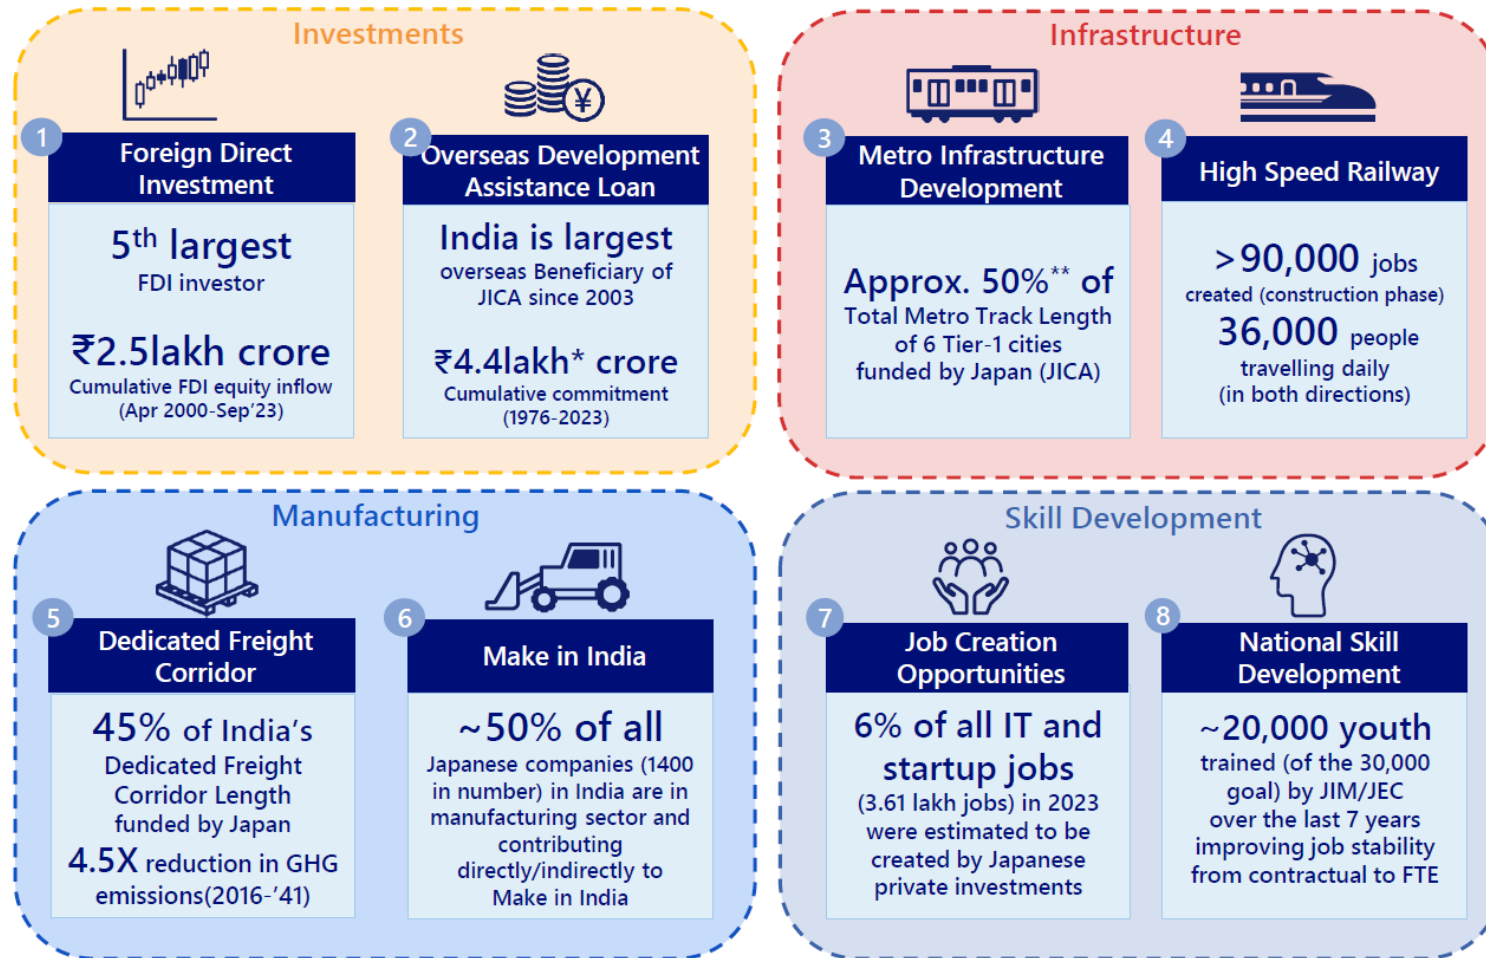 Investments
1
Foreign Direct
Investment
5th largest
FDI investor
₹2.5lakh crore
Cumulative FDI equity inflow
(Apr 2000-Sep'23)
¥
2
Overseas Development
Assistance Loan
India is largest
overseas Beneficiary of
JICA since 2003
₹4.4lakh* crore
Cumulative commitment
(1976-2023)
Infrastructure
3
Metro Infrastructure
Development
Approx. 50%** of
Total Metro Track Length
of 6 Tier-1 cities
funded by Japan (JICA)
4
High Speed Railway
>90,000 jobs
created (construction phase)
36,000 people
travelling daily
(in both directions)
Manufacturing
5
Dedicated Freight
Corridor
45% of India's
Dedicated Freight
Corridor Length
funded by Japan
4.5X reduction in GHG
emissions(2016-'41)
6
Make in India
~50% of all
Japanese companies (1400
in number) in India are in
manufacturing sector and
contributing
directly/indirectly to
Make in India
Skill Development
7
Job Creation
Opportunities
6% of all IT and
startup jobs
(3.61 lakh jobs) in 2023
were estimated to be
created by Japanese
private investments
8
National Skill
Development
~20,000 youth
trained (of the 30,000
goal) by JIM/JEC
over the last 7 years
improving job stability
from contractual to FTE